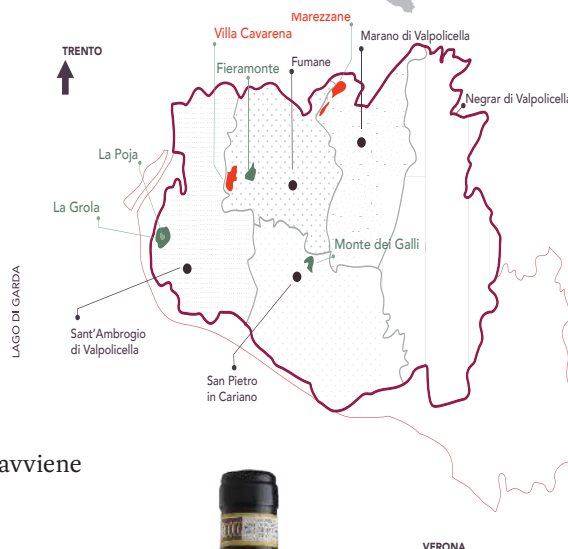 Marezzane
Villa Cavarena
Marano di Valpolicella
TRENTO
Fieramonte
Fumane
Negrar di Valpolicella
La Poja
La Grola
Monte dei Galli
LAGO DI GARDA
Sant'Ambrogio
di Valpolicella
San Pietro
in Cariano
avviene
VERONA